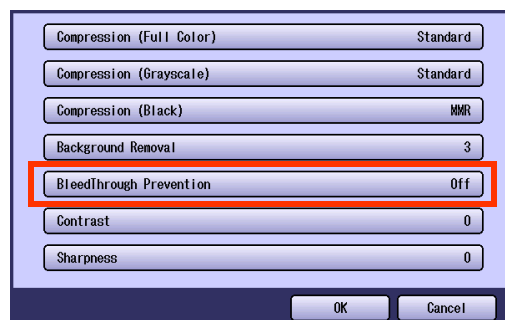 Compression (Full Color) Standard
Compression (Grayscale) Standard
Compression (Black) MMR
Background Removal 3
BleedThrough Prevention Off
Contrast 0
Sharpness 0
OK Cancel